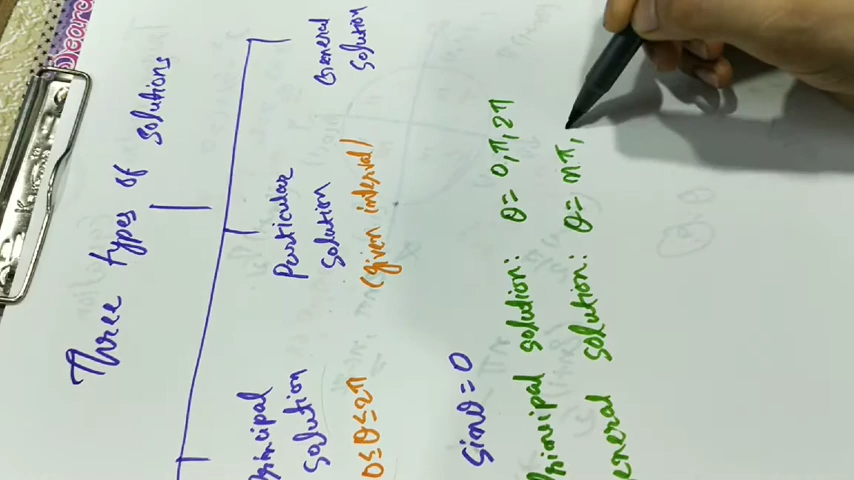 Three types of solutions
Principal solution
0≤θ≤2π
Particular solution
(given interval)
General solution
sinθ=0
Principal solution: θ= 0,π,2π
General solution: θ= nπ,